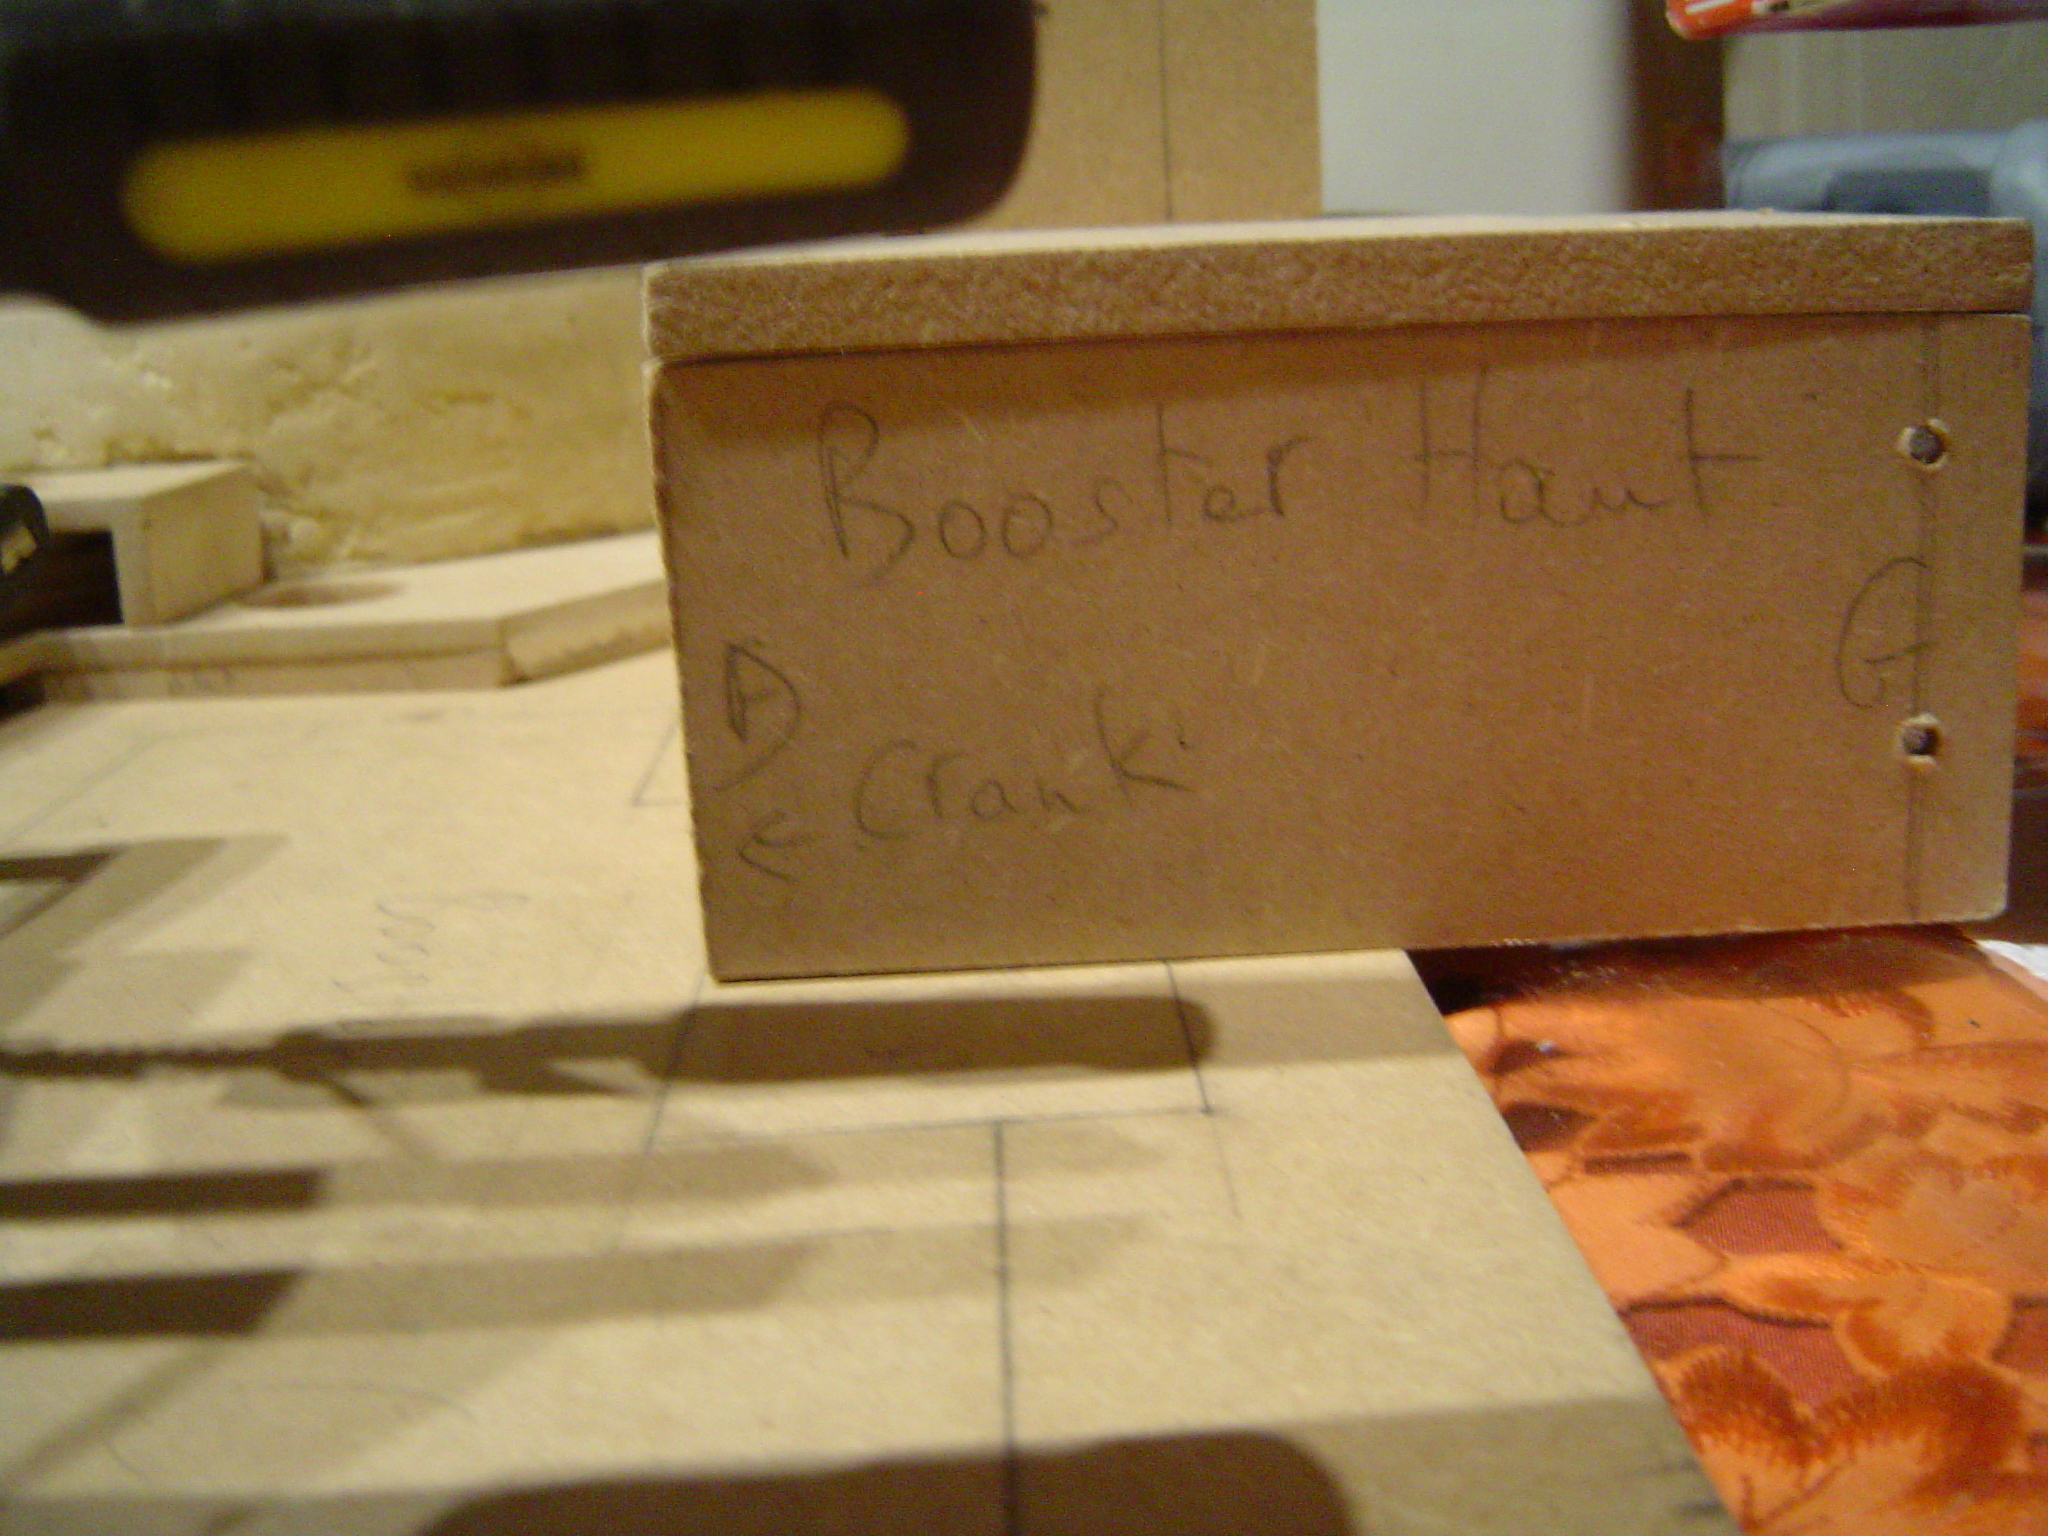 Booster Haut
G
D
← Crank